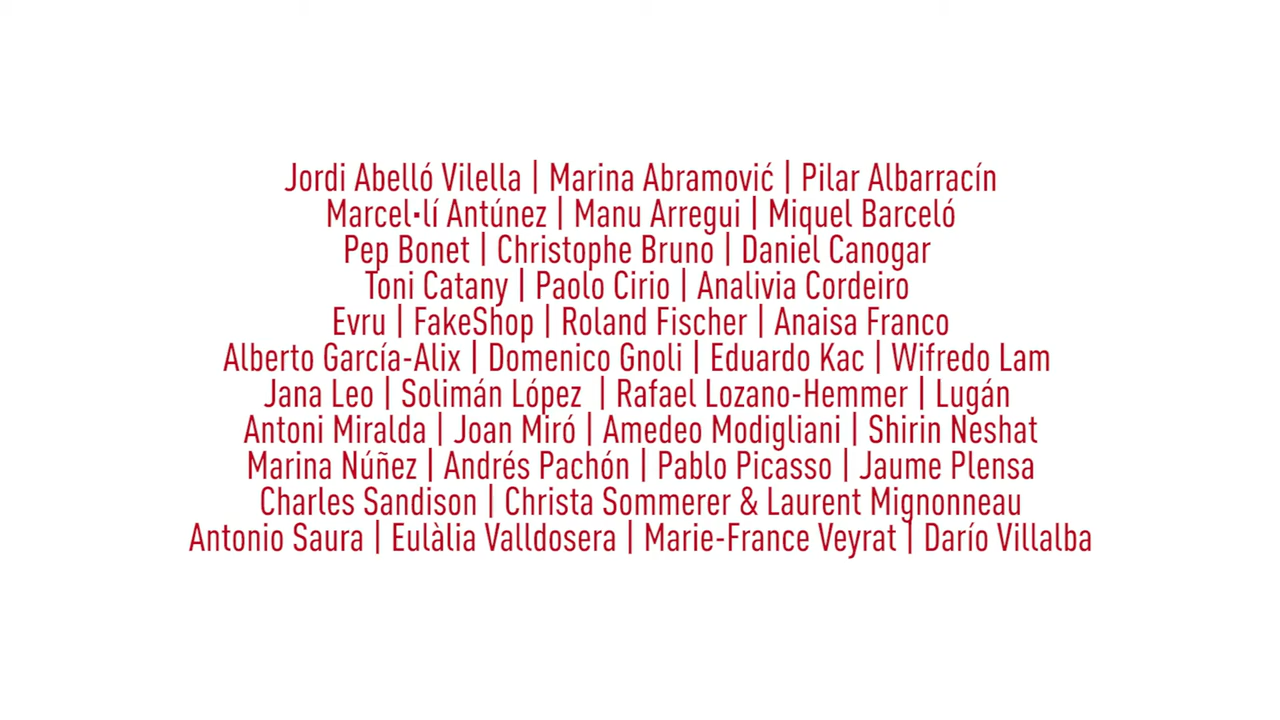 Jordi Abelló Vilella | Marina Abramović | Pilar Albarracín
Marcel·lí Antúnez | Manu Arregui | Miquel Barceló
Pep Bonet | Christophe Bruno | Daniel Canogar
Toni Catany | Paolo Cirio | Analivia Cordeiro
Evru | FakeShop | Roland Fischer | Anaisa Franco
Alberto García-Alix | Domenico Gnoli | Eduardo Kac | Wifredo Lam
Jana Leo | Solimán López | Rafael Lozano-Hemmer | Lugán
Antoni Miralda | Joan Miró | Amedeo Modigliani | Shirin Neshat
Marina Núñez | Andrés Pachón | Pablo Picasso | Jaume Plensa
Charles Sandison | Christa Sommerer & Laurent Mignonneau
Antonio Saura | Eulàlia Valldosera | Marie-France Veyrat | Darío Villalba